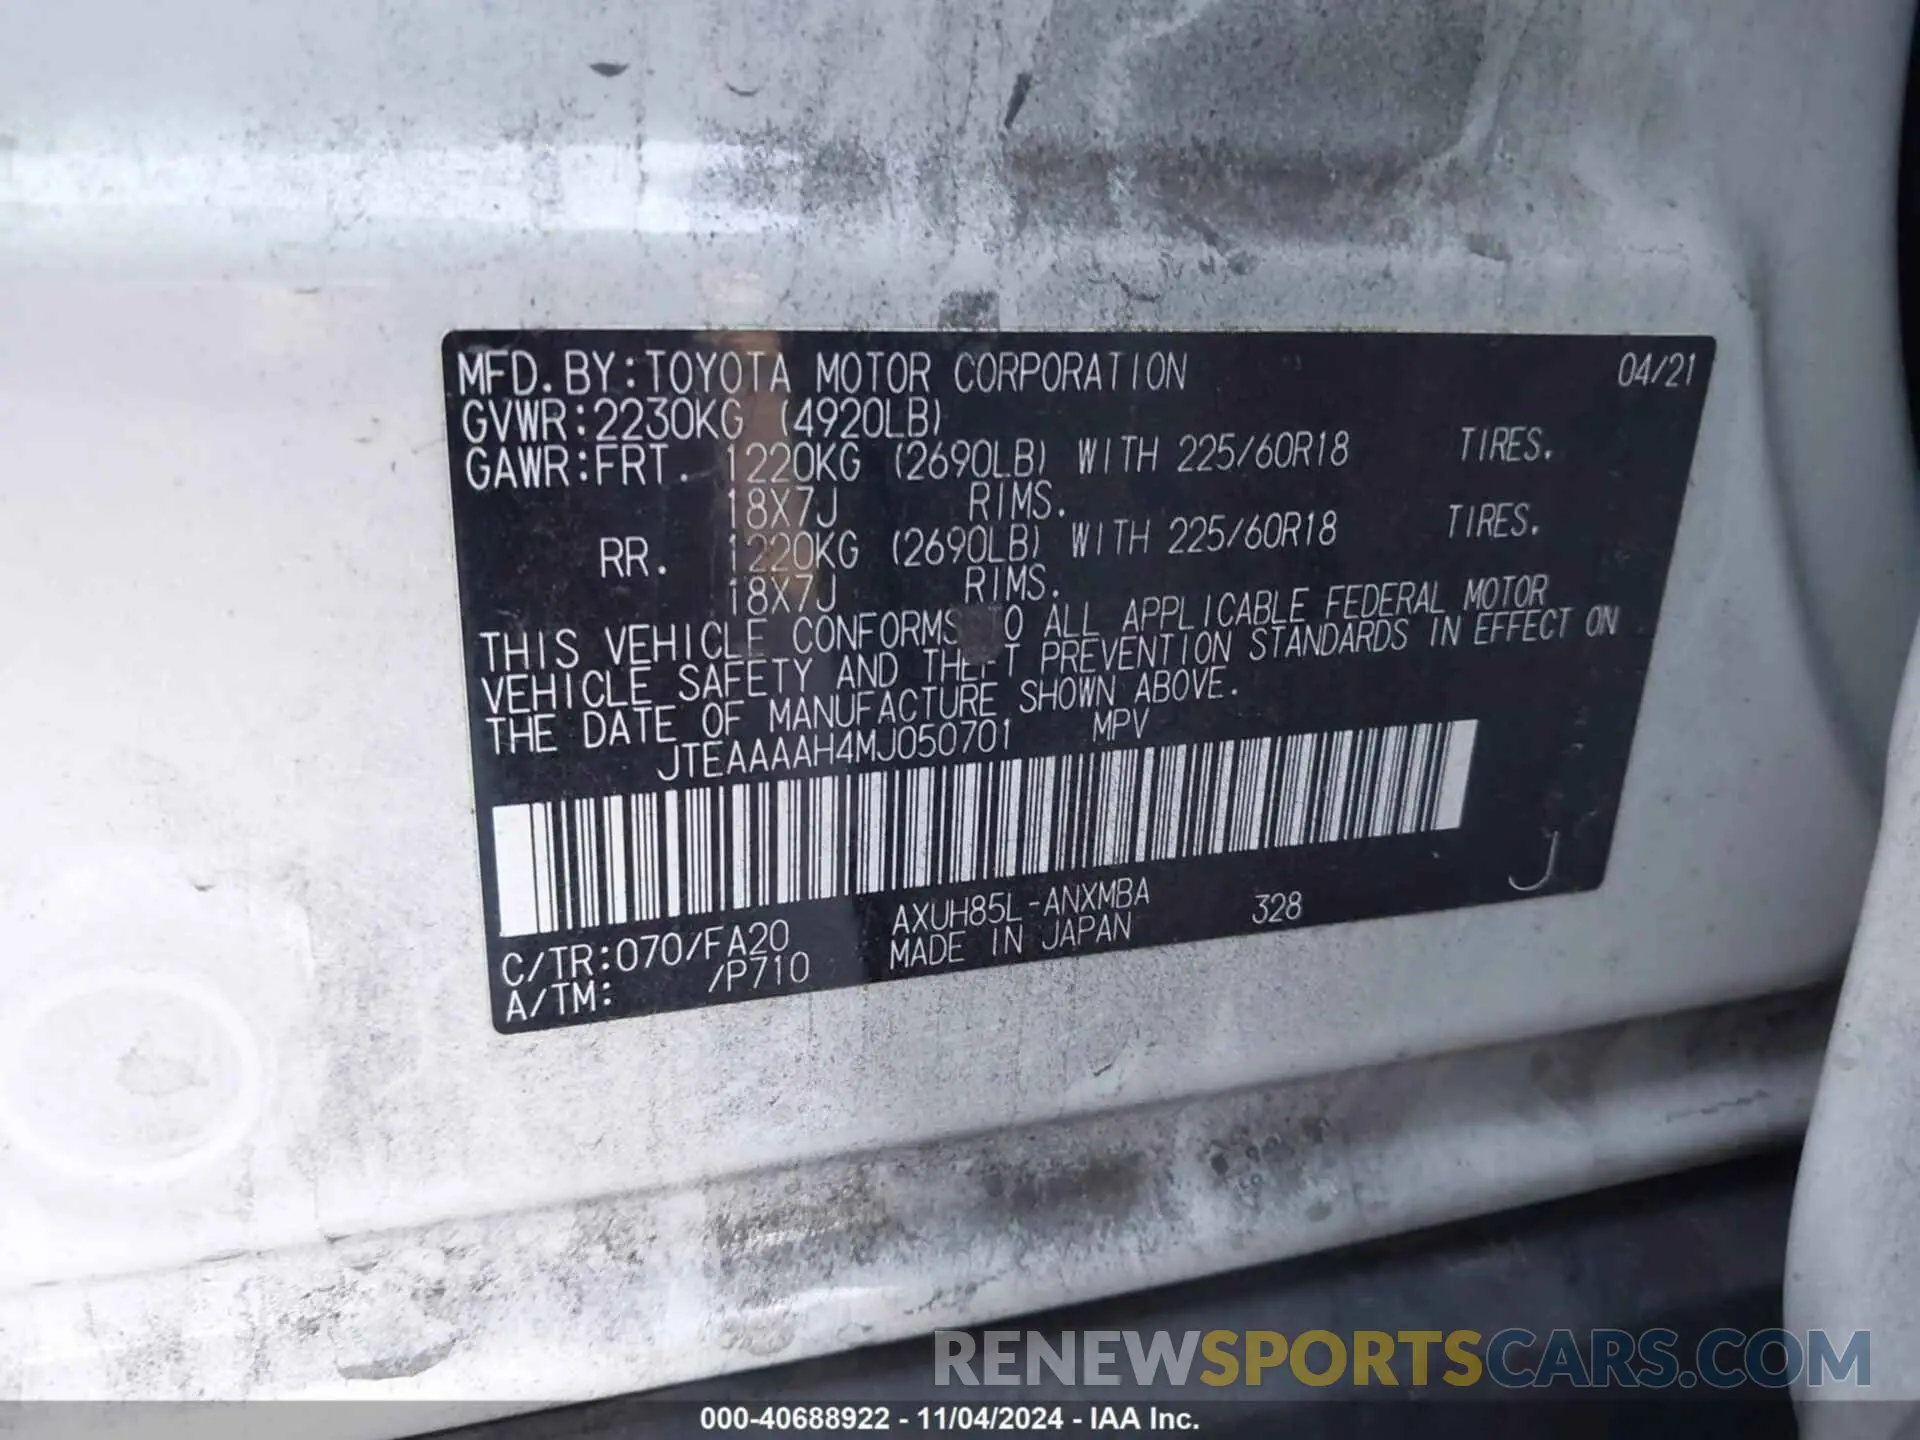 MFD.BY:TOYOTA MOTOR CORPORATION 04/21
GVWR:2230KG (4920LB)
GAWR:FRT. 1220KG (2690LB) WITH 225/60R18 TIRES.
18X7J RIMS.
RR. 1220KG (2690LB) WITH 225/60R18 TIRES.
18X7J RIMS.
THIS VEHICLE CONFORMS TO ALL APPLICABLE FEDERAL MOTOR
VEHICLE SAFETY AND THEFT PREVENTION STANDARDS IN EFFECT ON
THE DATE OF MANUFACTURE SHOWN ABOVE.
JTEAAAAH4MJ050701 MPV
C/TR:070/FA20 AXUH85L-ANXMBA 328
A/TM: /P710 MADE IN JAPAN
J
RENEWSPORTSCARS.COM
000-40688922 - 11/04/2024 - IAA Inc.